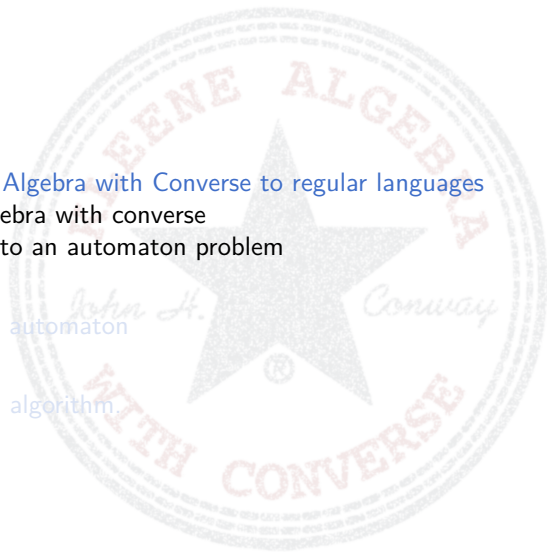 KLEENE ALGEBRA
Algebra with Converse to regular languages
ebra with converse
to an automaton problem
John H. Conway
automaton
®
algorithm.
WITH CONVERSE